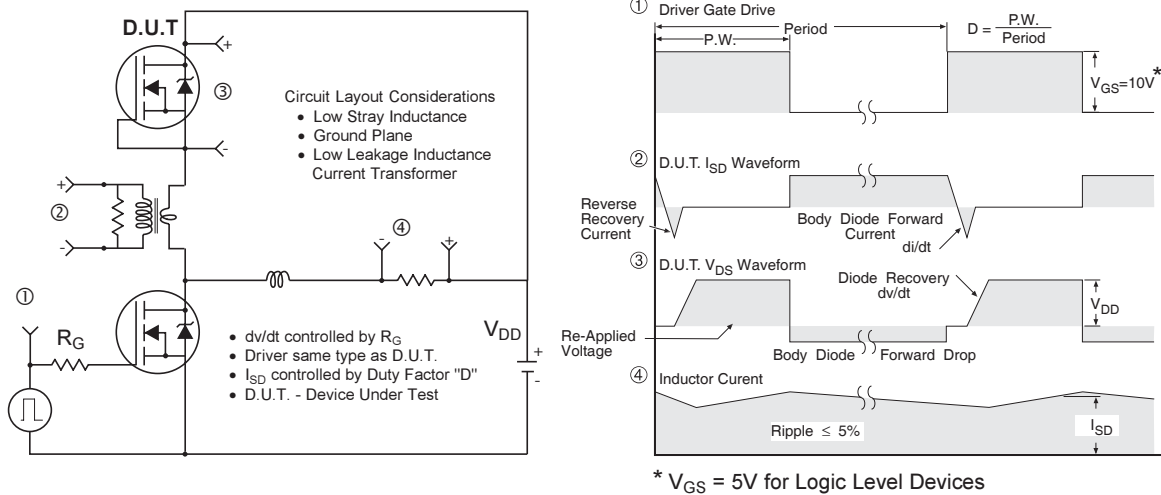 D.U.T
+
③
-
Circuit Layout Considerations
• Low Stray Inductance
• Ground Plane
• Low Leakage Inductance
Current Transformer
+
②
-
④
-
+
①
R_G
V_DD
+
-
• dv/dt controlled by R_G
• Driver same type as D.U.T.
• I_SD controlled by Duty Factor "D"
• D.U.T. - Device Under Test
① Driver Gate Drive
P.W.
Period
D = P.W.
Period
V_GS=10V *
② D.U.T. I_SD Waveform
Reverse
Recovery
Current
Body Diode Forward
Current
di/dt
③ D.U.T. V_DS Waveform
Diode Recovery
dv/dt
V_DD
Re-Applied
Voltage
Body Diode Forward Drop
④ Inductor Curent
Ripple ≤ 5%
I_SD
* V_GS = 5V for Logic Level Devices